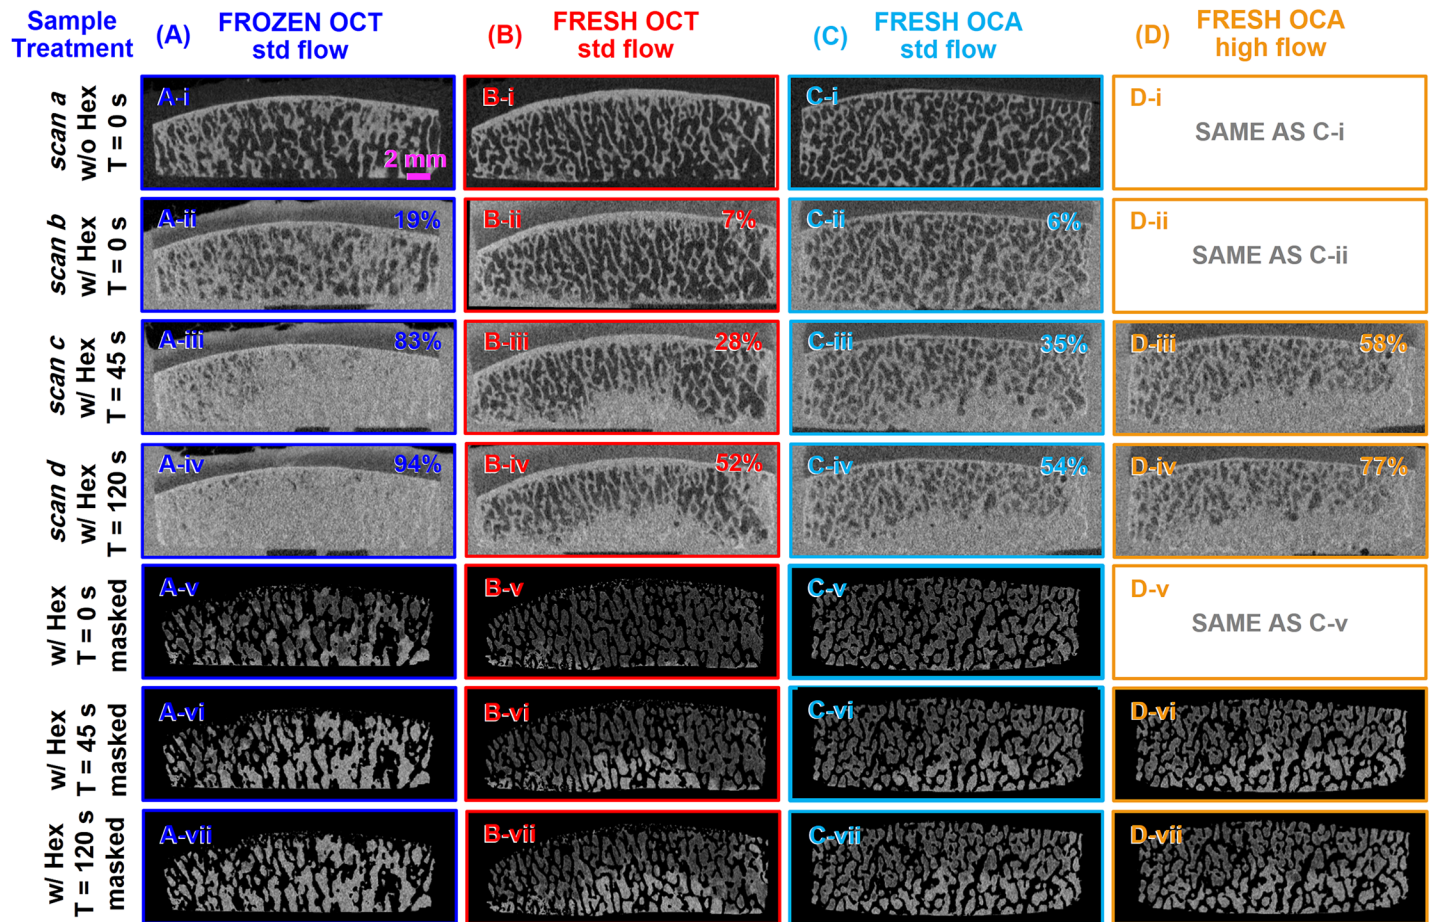 Sample Treatment
(A) FROZEN OCT std flow
(B) FRESH OCT std flow
(C) FRESH OCA std flow
(D) FRESH OCA high flow
scan a w/o Hex T = 0 s
A-i
2 mm
B-i
C-i
D-i
SAME AS C-i
scan b w/ Hex T = 0 s
A-ii 19%
B-ii 7%
C-ii 6%
D-ii
SAME AS C-ii
scan c w/ Hex T = 45 s
A-iii 83%
B-iii 28%
C-iii 35%
D-iii 58%
scan d w/ Hex T = 120 s
A-iv 94%
B-iv 52%
C-iv 54%
D-iv 77%
w/ Hex T = 0 s masked
A-v
B-v
C-v
D-v
SAME AS C-v
w/ Hex T = 45 s masked
A-vi
B-vi
C-vi
D-vi
w/ Hex T = 120 s masked
A-vii
B-vii
C-vii
D-vii